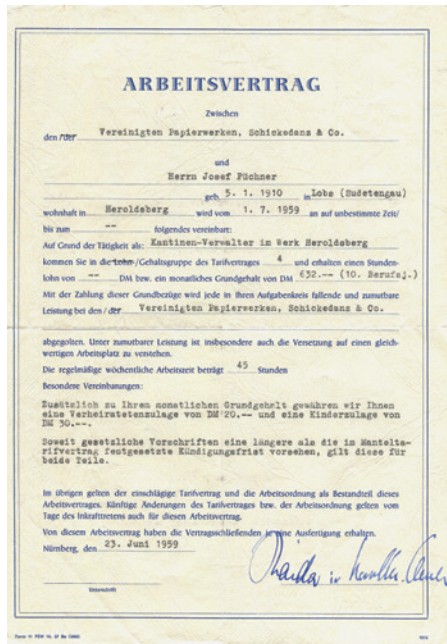 ARBEITSVERTRAG
Zwischen
den / der Vereinigten Papierwerken, Schickedanz & Co.
und
Herrn Josef Püchner
geb. 5. 1. 1910 in Lobs (Sudetengau)
wohnhaft in Heroldsberg wird vom 1. 7. 1959 an auf unbestimmte Zeit/
bis zum -- folgendes vereinbart:
Auf Grund der Tätigkeit als: Kantinen-Verwalter im Werk Heroldsberg
kommen Sie in die Lohn-/Gehaltsgruppe des Tarifvertrages 4 und erhalten einen Stunden-
lohn von -- DM bzw. ein monatliches Grundgehalt von DM 632.-- (10. Berufsj.)
Mit der Zahlung dieser Grundbezüge wird jede in Ihren Aufgabenkreis fallende und zumutbare
Leistung bei den / der Vereinigten Papierwerken, Schickedanz & Co.
abgegolten. Unter zumutbarer Leistung ist insbesondere auch die Versetzung auf einen gleich-
wertigen Arbeitsplatz zu verstehen.
Die regelmäßige wöchentliche Arbeitszeit beträgt 45 Stunden
Besondere Vereinbarungen:
Zusätzlich zu Ihrem monatlichen Grundgehalt gewähren wir Ihnen
eine Verheiratetenzulage von DM 20,-- und eine Kinderzulage von
DM 30.--.
Soweit gesetzliche Vorschriften eine längere als die im Mantelta-
rifvertrag festgesetzte Kündigungsfrist vorsehen, gilt diese für
beide Teile.
Im übrigen gelten der einschlägige Tarifvertrag und die Arbeitsordnung als Bestandteil dieses
Arbeitsvertrages. Künftige Änderungen des Tarifvertrages bzw. der Arbeitsordnung gelten vom
Tage des Inkrafttretens auch für diesen Arbeitsvertrag.
Von diesem Arbeitsvertrag haben die Vertragsschließenden je eine Ausfertigung erhalten.
Nürnberg, den 23. Juni 1959
Unterschrift